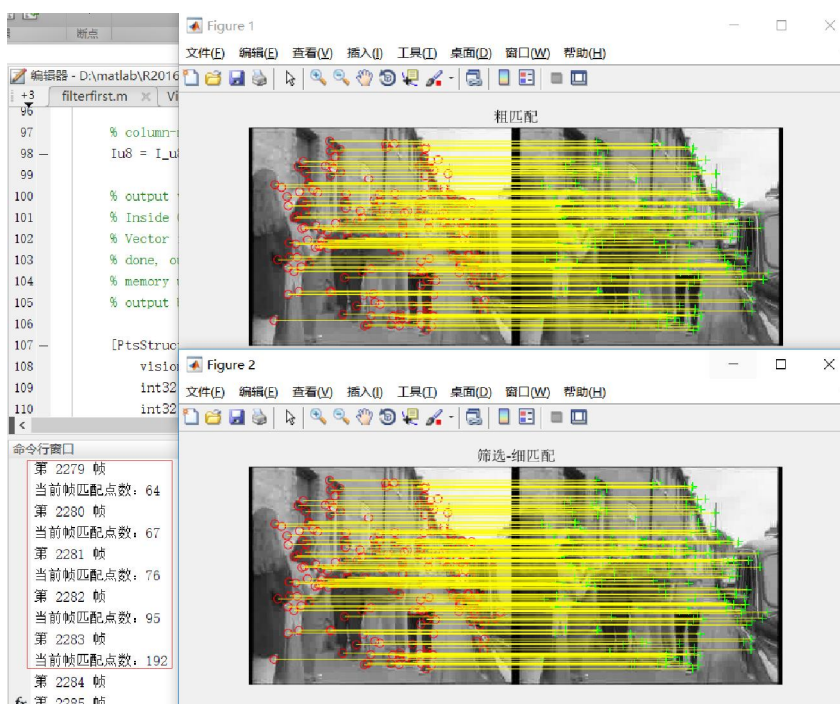 断点
编辑器 - D:\matlab\R2016
+3 filterfirst.m × Vi
96
97 % column-
98 — Iu8 = I_u8
99
100 % output
101 % Inside
102 % Vector
103 % done, ou
104 % memory
105 % output
106
107 — [PtsStruc
108 vision
109 int32
110 int32
命令行窗口
第 2279 帧
当前帧匹配点数：64
第 2280 帧
当前帧匹配点数：67
第 2281 帧
当前帧匹配点数：76
第 2282 帧
当前帧匹配点数：95
第 2283 帧
当前帧匹配点数：192
第 2284 帧
fx 第 2285 帧
Figure 1
文件(F) 编辑(E) 查看(V) 插入(I) 工具(T) 桌面(D) 窗口(W) 帮助(H)
粗匹配
Figure 2
文件(F) 编辑(E) 查看(V) 插入(I) 工具(T) 桌面(D) 窗口(W) 帮助(H)
筛选-细匹配